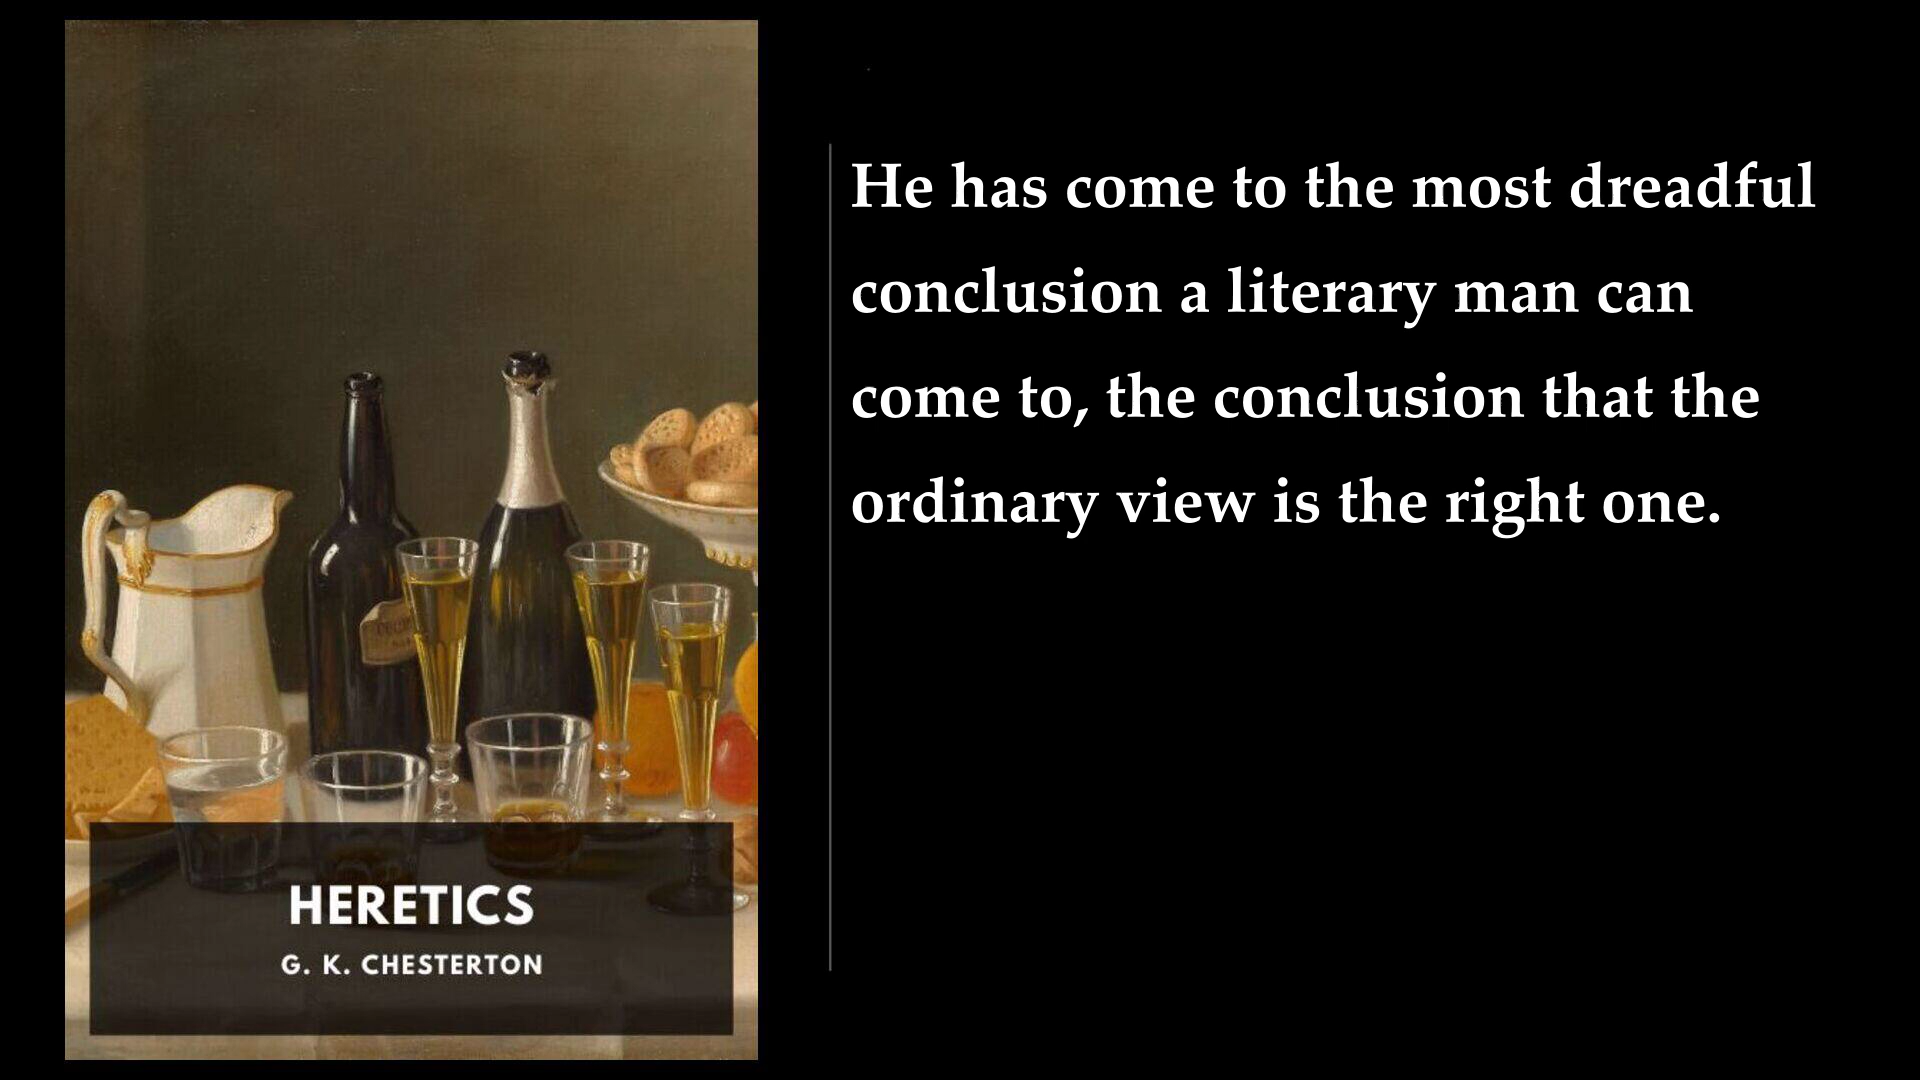 He has come to the most dreadful
conclusion a literary man can
come to, the conclusion that the
ordinary view is the right one.
HERETICS
G. K. CHESTERTON